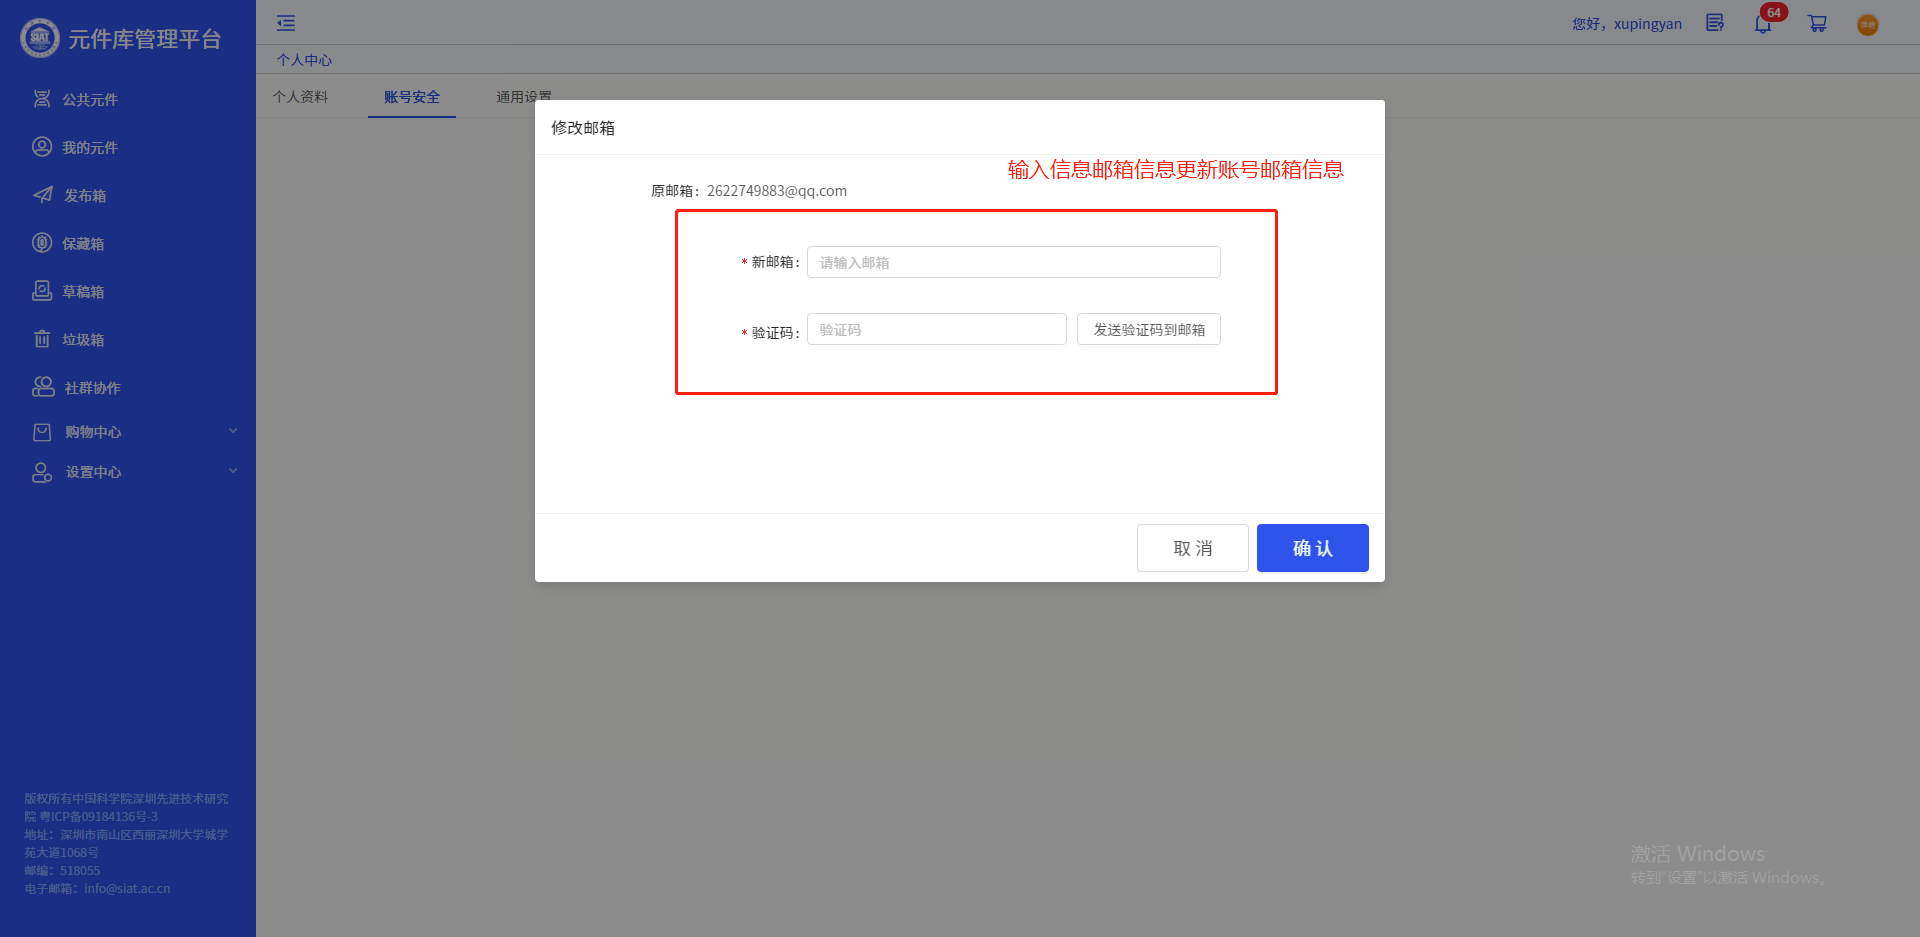 元件库管理平台
您好，xupingyan
64
个人中心
公共元件
我的元件
发布箱
保藏箱
草稿箱
垃圾箱
社群协作
购物中心
设置中心
个人资料
账号安全
通用设置
修改邮箱
输入信息邮箱信息更新账号邮箱信息
原邮箱：2622749883@qq.com
* 新邮箱：
请输入邮箱
* 验证码：
验证码
发送验证码到邮箱
取 消
确 认
版权所有中国科学院深圳先进技术研究
院 粤ICP备09184136号-3
地址：深圳市南山区西丽深圳大学城学
苑大道1068号
邮编：518055
电子邮箱：info@siat.ac.cn
激活 Windows
转到"设置"以激活 Windows。